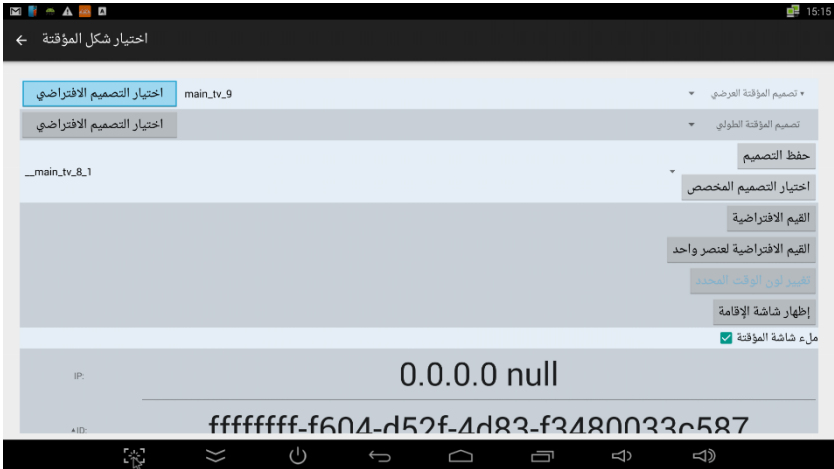 15:15
اختيار شكل المؤقتة
تصميم المؤقتة العرضي
main_tv_9
اختيار التصميم الافتراضي
تصميم المؤقتة الطولي
اختيار التصميم الافتراضي
حفظ التصميم
__main_tv_8_1
اختيار التصميم المخصص
القيم الافتراضية
القيم الافتراضية لعنصر واحد
تغيير لون الوقت المحدد
إظهار شاشة الإقامة
ملء شاشة المؤقتة
IP: 0.0.0.0 null
ID: ffffffff-f604-d52f-4d83-f3480033c587